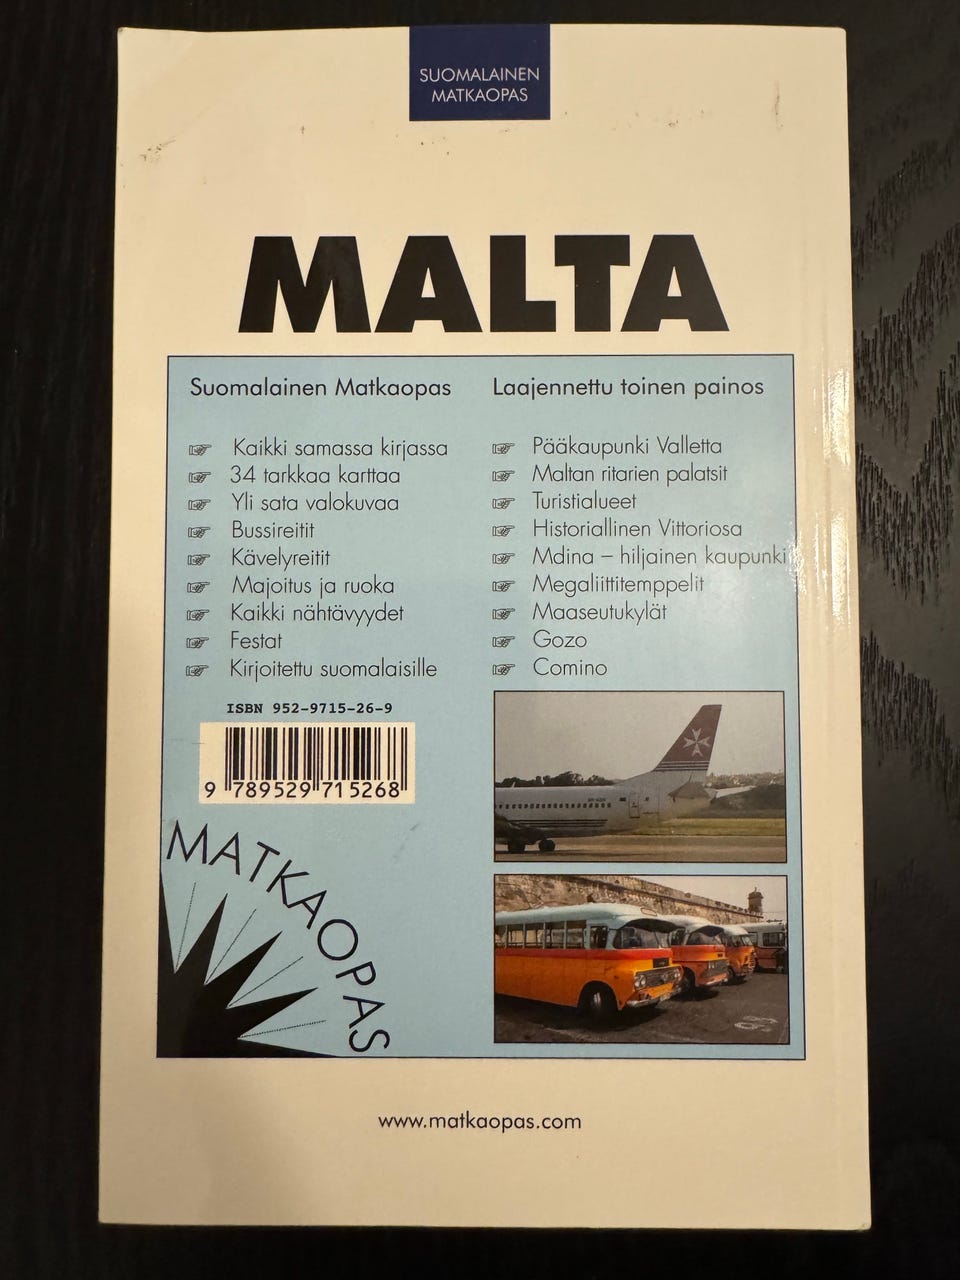 SUOMALAINEN
MATKAOPAS
MALTA
Suomalainen Matkaopas
Kaikki samassa kirjassa
34 tarkkaa karttaa
Yli sata valokuvaa
Bussireitit
Kävelyreitit
Majoitus ja ruoka
Kaikki nähtävyydet
Festat
Kirjoitettu suomalaisille
Laajennettu toinen painos
Pääkaupunki Valletta
Maltan ritarien palatsit
Turistialueet
Historiallinen Vittoriosa
Mdina – hiljainen kaupunki
Megaliittitemppelit
Maaseutukylät
Gozo
Comino
ISBN 952-9715-26-9
9 789529 715268
MATKAOPAS
www.matkaopas.com